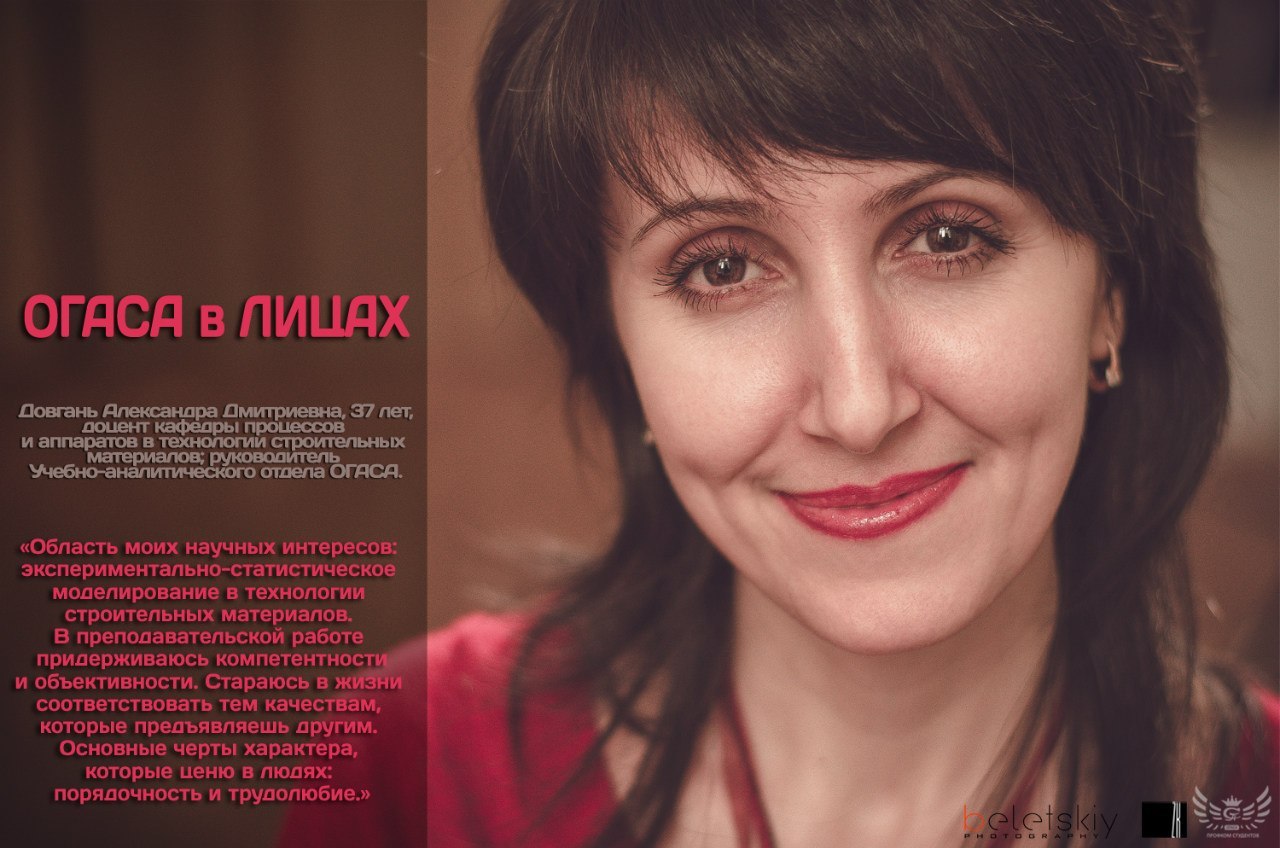 ОГАСА в ЛИЦАХ
Довгань Александра Дмитриевна, 37 лет,
доцент кафедры процессов
и аппаратов в технологии строительных
материалов; руководитель
Учебно-аналитического отдела ОГАСА.
«Область моих научных интересов:
экспериментально-статистическое
моделирование в технологии
строительных материалов.
В преподавательской работе
придерживаюсь компетентности
и объективности. Стараюсь в жизни
соответствовать тем качествам,
которые предъявляешь другим.
Основные черты характера,
которые ценю в людях:
порядочность и трудолюбие.»
beletskiy
PHOTOGRAPHY
ПРОФКОМ СТУДЕНТОВ